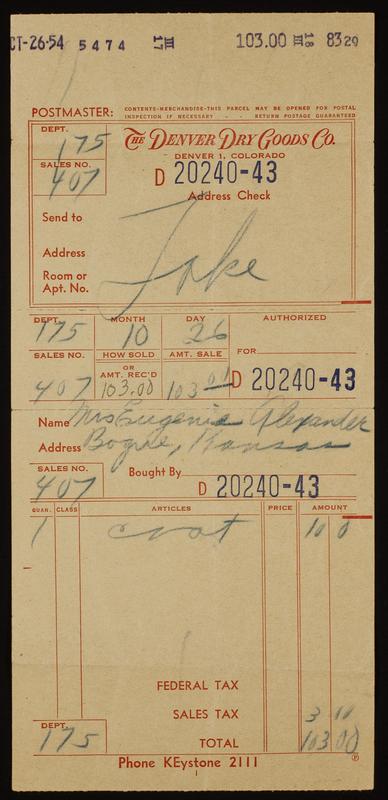 CT-26-54 5474 103.00 8329
POSTMASTER: CONTENTS-MERCHANDISE-THIS PARCEL MAY BE OPENED FOR POSTAL
INSPECTION IF NECESSARY - - RETURN POSTAGE GUARANTEED
DEPT. 175
THE DENVER DRY GOODS CO.
DENVER 1, COLORADO
SALES NO. 407
D 20240-43
Address Check
Send to
Take
Address
Room or
Apt. No.
DEPT. MONTH DAY AUTHORIZED
175 10 26
SALES NO. HOW SOLD AMT. SALE FOR
OR
AMT. REC'D
407 103.00 103 D 20240-43
Name Mrs Eugenie Alexander
Address Bogue, Kansas
SALES NO. Bought By
407 D 20240-43
QUAN. CLASS ARTICLES PRICE AMOUNT
1 coat 100
FEDERAL TAX
SALES TAX 3
DEPT.
175 TOTAL 103 00
Phone KEystone 2111
1